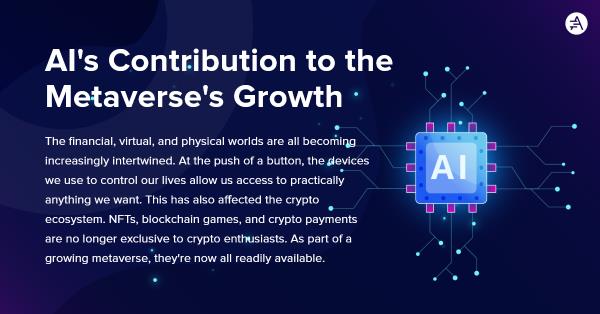 AI's Contribution to the
Metaverse's Growth
The financial, virtual, and physical worlds are all becoming
increasingly intertwined. At the push of a button, the devices
we use to control our lives allow us access to practically
anything we want. This has also affected the crypto
ecosystem. NFTs, blockchain games, and crypto payments
are no longer exclusive to crypto enthusiasts. As part of a
growing metaverse, they're now all readily available.
AI